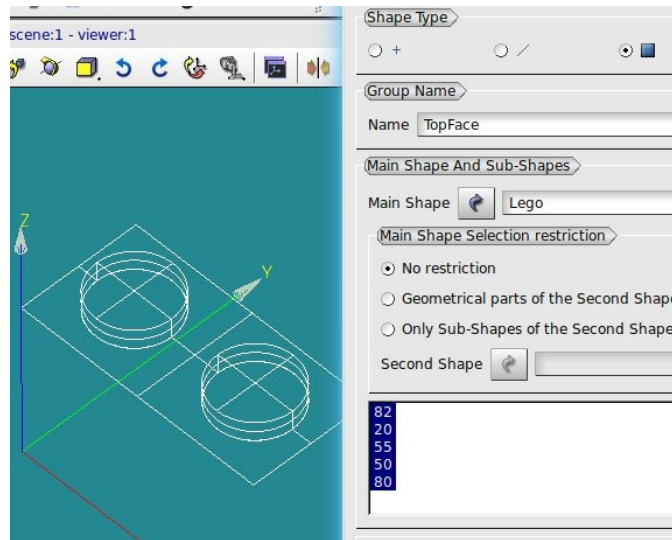 scene:1 - viewer:1
Z
Y
Shape Type
Group Name
Name TopFace
Main Shape And Sub-Shapes
Main Shape Lego
Main Shape Selection restriction
No restriction
Geometrical parts of the Second Shape
Only Sub-Shapes of the Second Shape
Second Shape
82
20
55
50
80